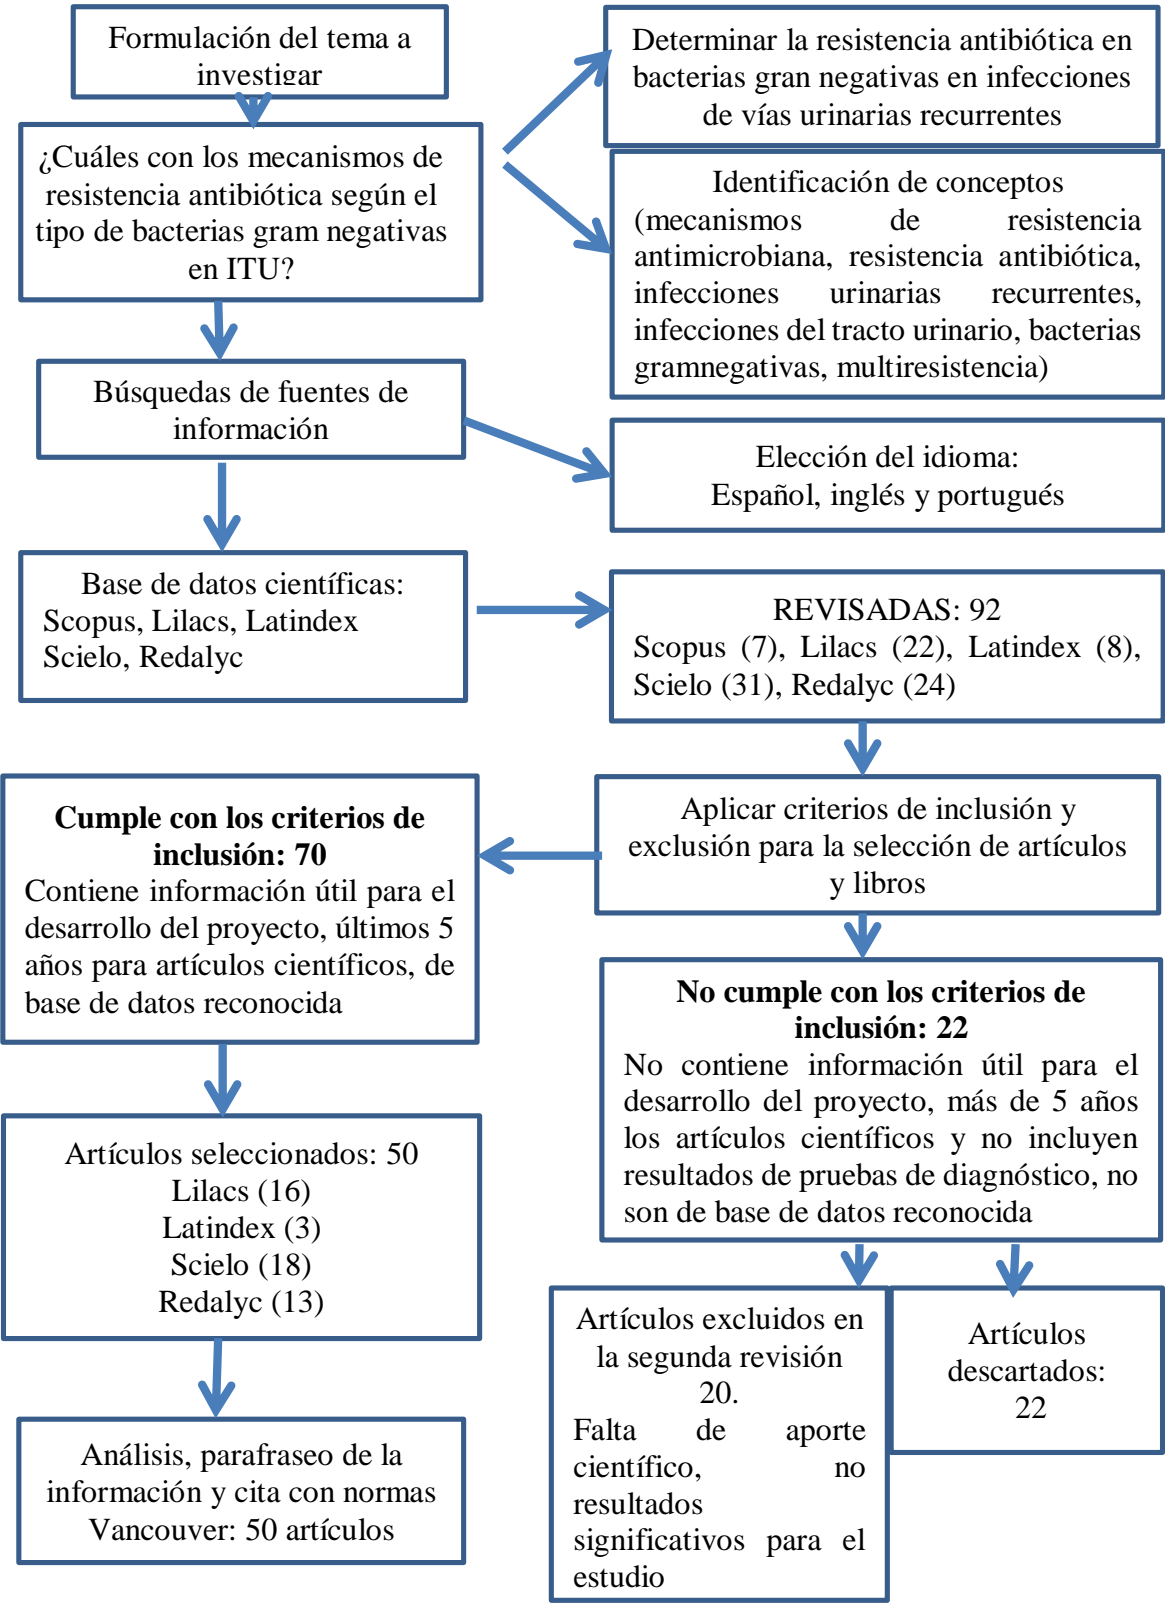 Formulación del tema a
investigar
Determinar la resistencia antibiótica en
bacterias gran negativas en infecciones
de vías urinarias recurrentes
¿Cuáles con los mecanismos de
resistencia antibiótica según el
tipo de bacterias gram negativas
en ITU?
Identificación de conceptos
(mecanismos de resistencia
antimicrobiana, resistencia antibiótica,
infecciones urinarias recurrentes,
infecciones del tracto urinario, bacterias
gramnegativas, multiresistencia)
Búsquedas de fuentes de
información
Elección del idioma:
Español, inglés y portugués
Base de datos científicas:
Scopus, Lilacs, Latindex
Scielo, Redalyc
REVISADAS: 92
Scopus (7), Lilacs (22), Latindex (8),
Scielo (31), Redalyc (24)
Aplicar criterios de inclusión y
exclusión para la selección de artículos
y libros
Cumple con los criterios de
inclusión: 70
Contiene información útil para el
desarrollo del proyecto, últimos 5
años para artículos científicos, de
base de datos reconocida
No cumple con los criterios de
inclusión: 22
No contiene información útil para el
desarrollo del proyecto, más de 5 años
los artículos científicos y no incluyen
resultados de pruebas de diagnóstico, no
son de base de datos reconocida
Artículos seleccionados: 50
Lilacs (16)
Latindex (3)
Scielo (18)
Redalyc (13)
Artículos excluidos en
la segunda revisión
20.
Falta de aporte
científico, no
resultados
significativos para el
estudio
Artículos
descartados:
22
Análisis, parafraseo de la
información y cita con normas
Vancouver: 50 artículos